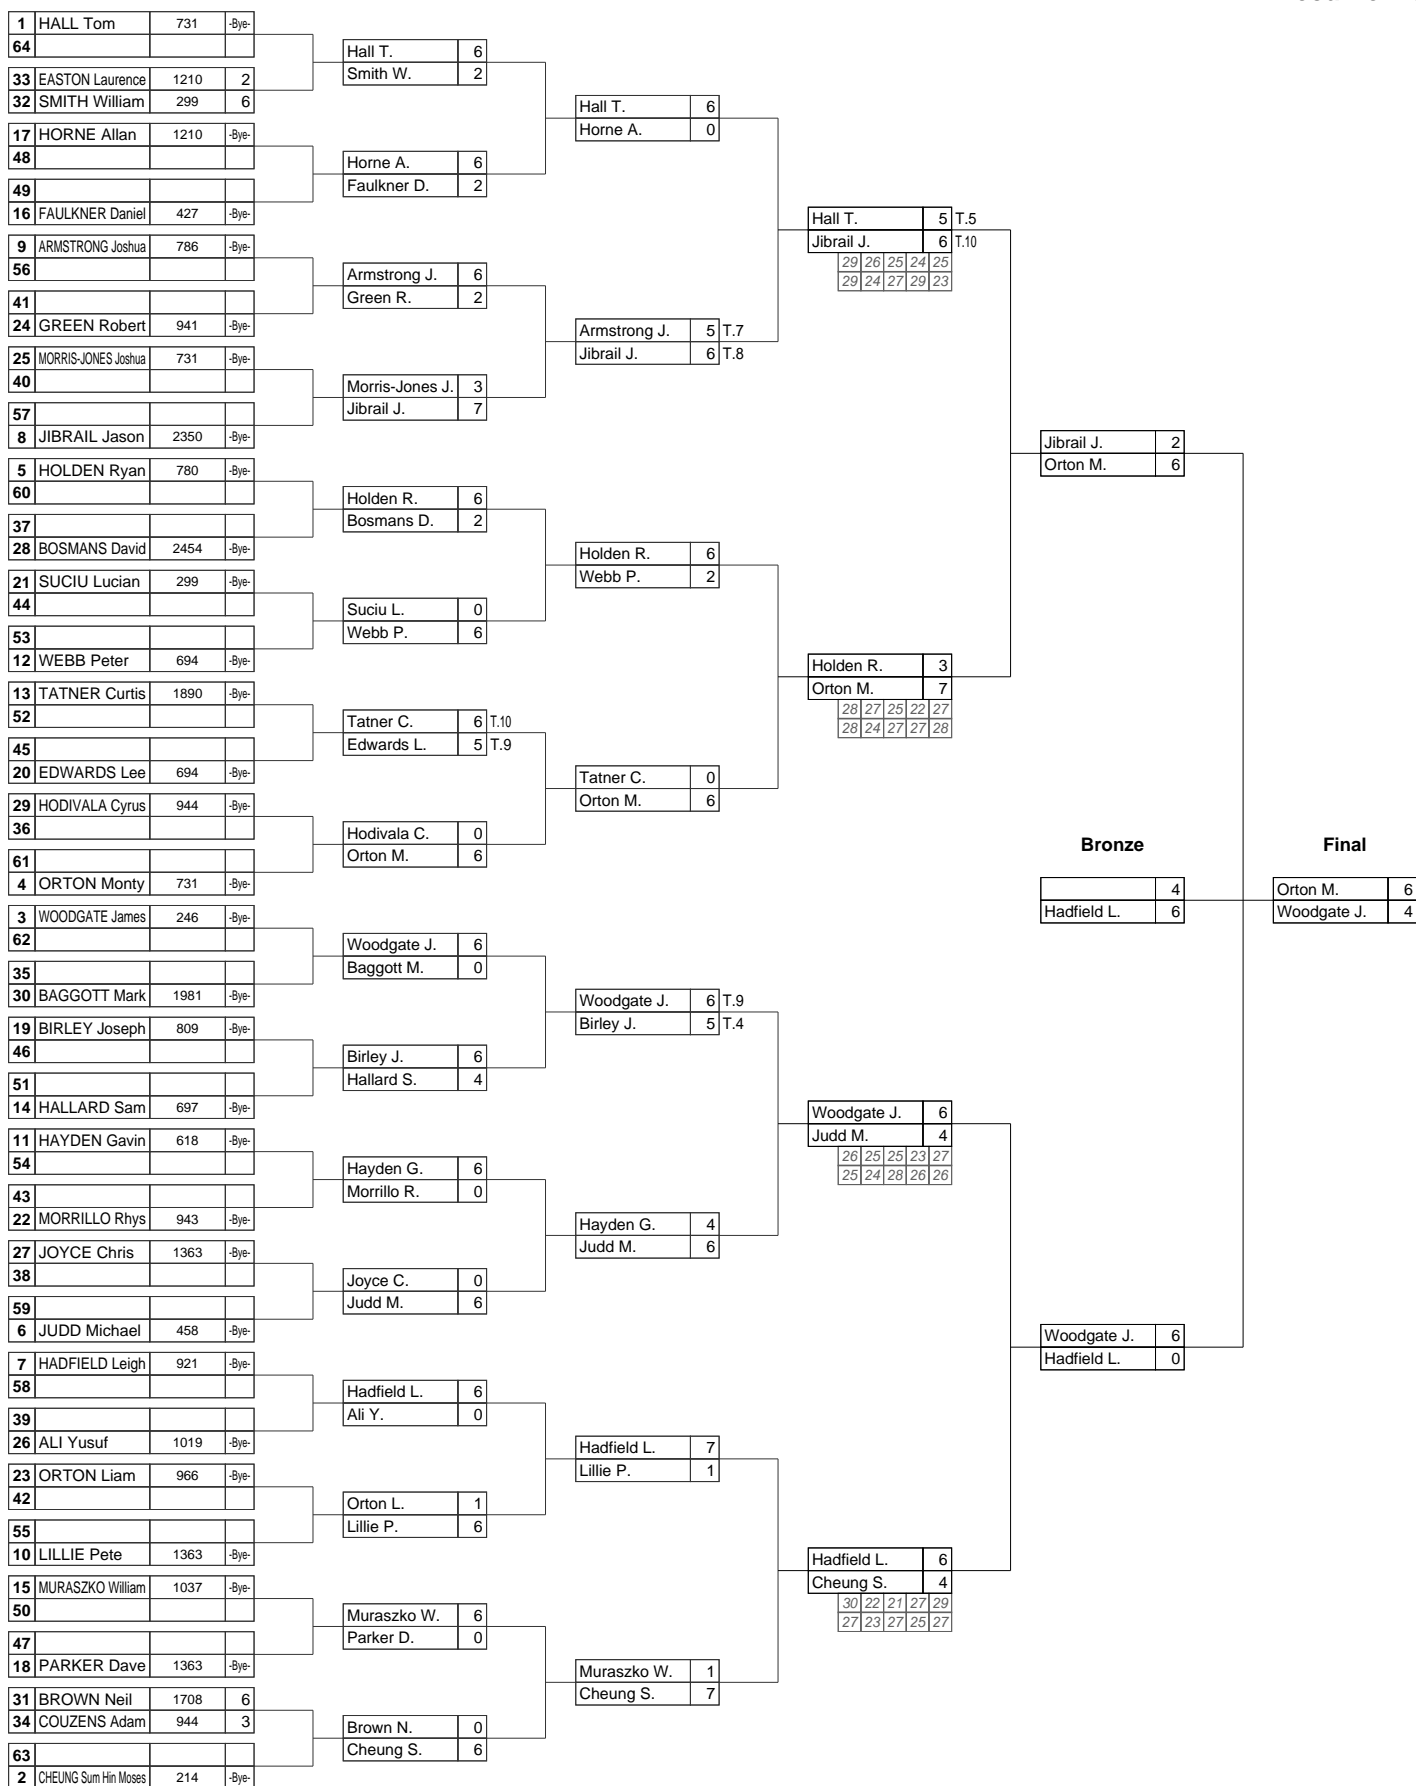 1 HALL Tom 731 -Bye-
64
33 EASTON Laurence 1210 2
32 SMITH William 299 6
17 HORNE Allan 1210 -Bye-
48
49
16 FAULKNER Daniel 427 -Bye-
9 ARMSTRONG Joshua 786 -Bye-
56
41
24 GREEN Robert 941 -Bye-
25 MORRIS-JONES Joshua 731 -Bye-
40
57
8 JIBRAIL Jason 2350 -Bye-
5 HOLDEN Ryan 780 -Bye-
60
37
28 BOSMANS David 2454 -Bye-
21 SUCIU Lucian 299 -Bye-
44
53
12 WEBB Peter 694 -Bye-
13 TATNER Curtis 1890 -Bye-
52
45
20 EDWARDS Lee 694 -Bye-
29 HODIVALA Cyrus 944 -Bye-
36
61
4 ORTON Monty 731 -Bye-
3 WOODGATE James 246 -Bye-
62
35
30 BAGGOTT Mark 1981 -Bye-
19 BIRLEY Joseph 809 -Bye-
46
51
14 HALLARD Sam 697 -Bye-
11 HAYDEN Gavin 618 -Bye-
54
43
22 MORRILLO Rhys 943 -Bye-
27 JOYCE Chris 1363 -Bye-
38
59
6 JUDD Michael 458 -Bye-
7 HADFIELD Leigh 921 -Bye-
58
39
26 ALI Yusuf 1019 -Bye-
23 ORTON Liam 966 -Bye-
42
55
10 LILLIE Pete 1363 -Bye-
15 MURASZKO William 1037 -Bye-
50
47
18 PARKER Dave 1363 -Bye-
31 BROWN Neil 1708 6
34 COUZENS Adam 944 3
63
2 CHEUNG Sum Hin Moses 214 -Bye-
Hall T. 6
Smith W. 2
Horne A. 6
Faulkner D. 2
Armstrong J. 6
Green R. 2
Morris-Jones J. 3
Jibrail J. 7
Holden R. 6
Bosmans D. 2
Suciu L. 0
Webb P. 6
Tatner C. 6 T.10
Edwards L. 5 T.9
Hodivala C. 0
Orton M. 6
Woodgate J. 6
Baggott M. 0
Birley J. 6
Hallard S. 4
Hayden G. 6
Morrillo R. 0
Joyce C. 0
Judd M. 6
Hadfield L. 6
Ali Y. 0
Orton L. 1
Lillie P. 6
Muraszko W. 6
Parker D. 0
Brown N. 0
Cheung S. 6
Hall T. 6
Horne A. 0
Armstrong J. 5 T.7
Jibrail J. 6 T.8
Holden R. 6
Webb P. 2
Tatner C. 0
Orton M. 6
Woodgate J. 6 T.9
Birley J. 5 T.4
Hayden G. 4
Judd M. 6
Hadfield L. 7
Lillie P. 1
Muraszko W. 1
Cheung S. 7
Hall T. 5 T.5
Jibrail J. 6 T.10
29 26 25 24 25
29 24 27 29 23
Holden R. 3
Orton M. 7
28 27 25 22 27
28 24 27 27 28
Woodgate J. 6
Judd M. 4
26 25 25 23 27
25 24 28 26 26
Hadfield L. 6
Cheung S. 4
30 22 21 27 29
27 23 27 25 27
Jibrail J. 2
Orton M. 6
Bronze
4
Hadfield L. 6
Woodgate J. 6
Hadfield L. 0
Final
Orton M. 6
Woodgate J. 4